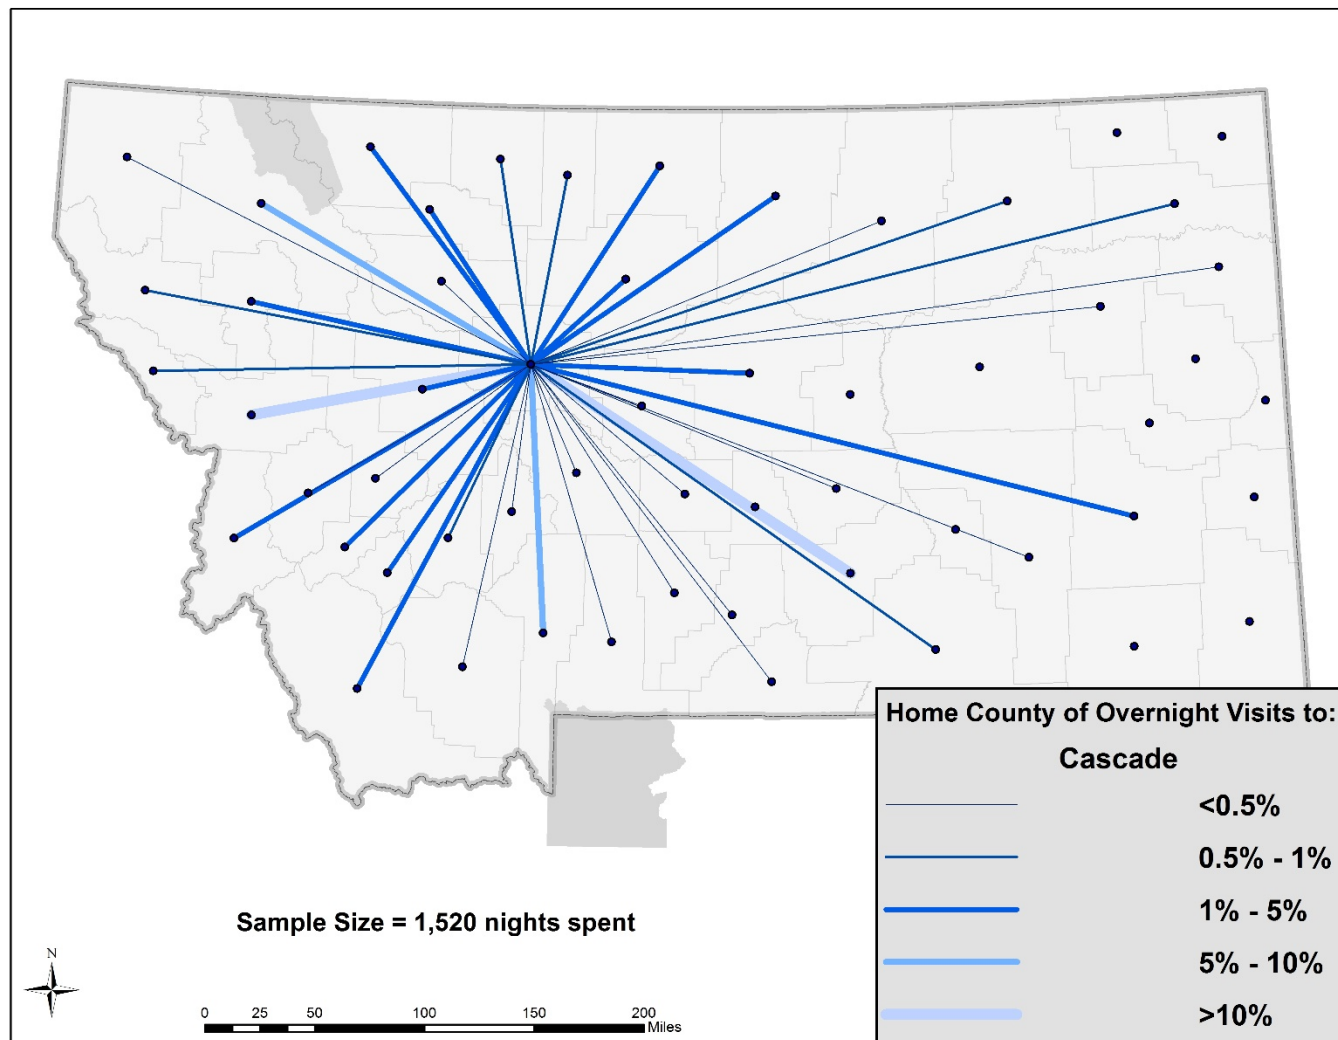 Home County of Overnight Visits to:
Cascade
<0.5%
0.5% - 1%
1% - 5%
5% - 10%
>10%
Sample Size = 1,520 nights spent
N
0 25 50 100 150 200
Miles